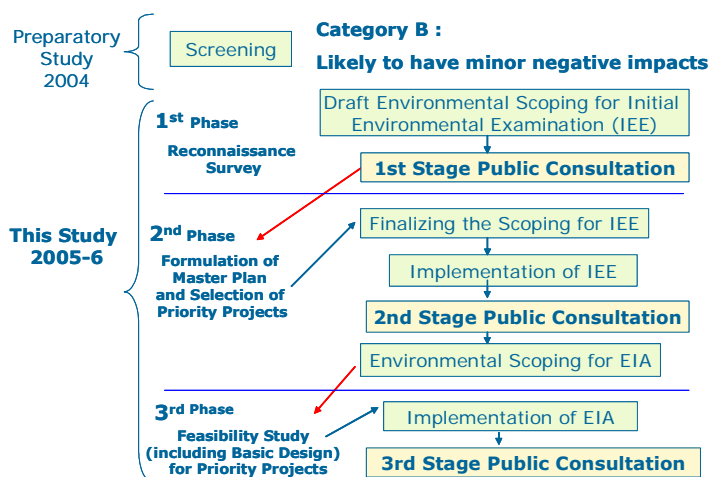 Preparatory
Study
2004
Screening
Category B :
Likely to have minor negative impacts
This Study
2005-6
1st Phase
Reconnaissance
Survey
Draft Environmental Scoping for Initial
Environmental Examination (IEE)
1st Stage Public Consultation
2nd Phase
Formulation of
Master Plan
and Selection of
Priority Projects
Finalizing the Scoping for IEE
Implementation of IEE
2nd Stage Public Consultation
Environmental Scoping for EIA
3rd Phase
Feasibility Study
(including Basic Design)
for Priority Projects
Implementation of EIA
3rd Stage Public Consultation